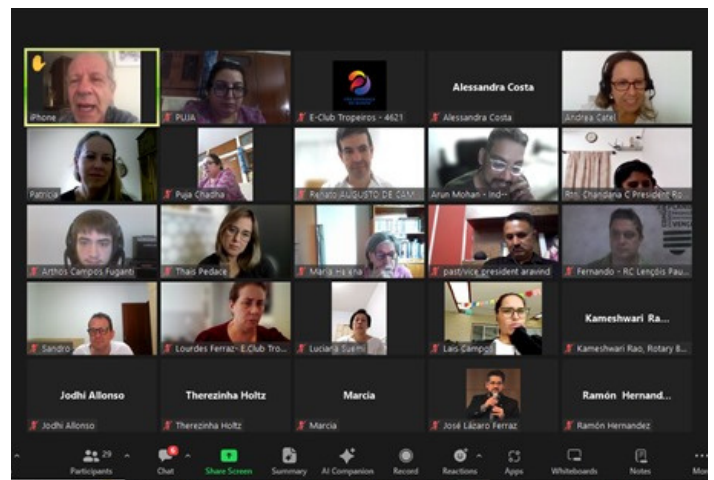 iPhone
PUJA
E-Club Tropeiros - 4621
Alessandra Costa
Alessandra Costa
Andrea Catel
Patrícia
Puja Chadha
Renato AUGUSTO DE CAM...
Arun Mohan - Ind--
Rtn. Chandana C President Ro...
Arthos Campos Fuganti
Thais Pedace
Maria Helena
past/vice president aravind
Fernando - RC Lençóis Pau...
Sandro
Lourdes Ferraz- E.Club Tro...
Luciana Suemi
Lais Campol
Kameshwari Ra...
Kameshwari Rao, Rotary B...
Jodhi Allonso
Jodhi Allonso
Therezinha Holtz
Therezinha Holtz
Marcia
Marcia
José Lázaro Ferraz
Ramón Hernand...
Ramón Hernandez
29
Participants
6
Chat
Share Screen
Summary
AI Companion
Record
Reactions
Apps
Whiteboards
Notes
More